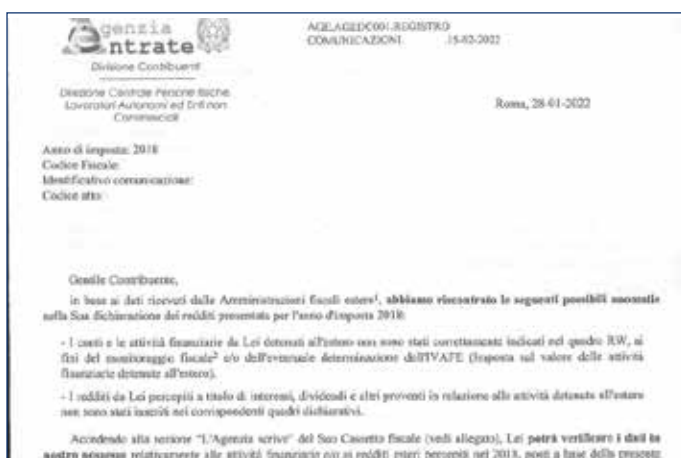 Agenzia
Entrate
Divisione Contribuenti
Direzione Centrale Persone fisiche,
Lavoratori Autonomi ed Enti non
Commerciali
AGE.AGEDC001.REGISTRO
COMUNICAZIONI 15-02-2022
Roma, 28-01-2022
Anno di imposta: 2018
Codice Fiscale:
Identificativo comunicazione:
Codice atto:
Gentile Contribuente,
in base ai dati ricevuti dalle Amministrazioni fiscali estere¹, abbiamo riscontrato le seguenti possibili anomalie
nella Sua dichiarazione dei redditi presentata per l'anno d'imposta 2018:
- I conti e le attività finanziarie da Lei detenuti all'estero non sono stati correttamente indicati nel quadro RW, ai
fini del monitoraggio fiscale² e/o dell'eventuale determinazione dell'IVAFE (Imposta sul valore delle attività
finanziarie detenute all'estero).
- I redditi da Lei percepiti a titolo di interessi, dividendi e altri proventi in relazione alle attività detenute all'estero
non sono stati inseriti nei corrispondenti quadri dichiarativi.
Accedendo alla sezione "L'Agenzia scrive" del Suo Cassetto fiscale (vedi allegato), Lei potrà verificare i dati in
nostro possesso relativamente alle attività finanziarie e/o ai redditi esteri percepiti nel 2018, posti a base della presente